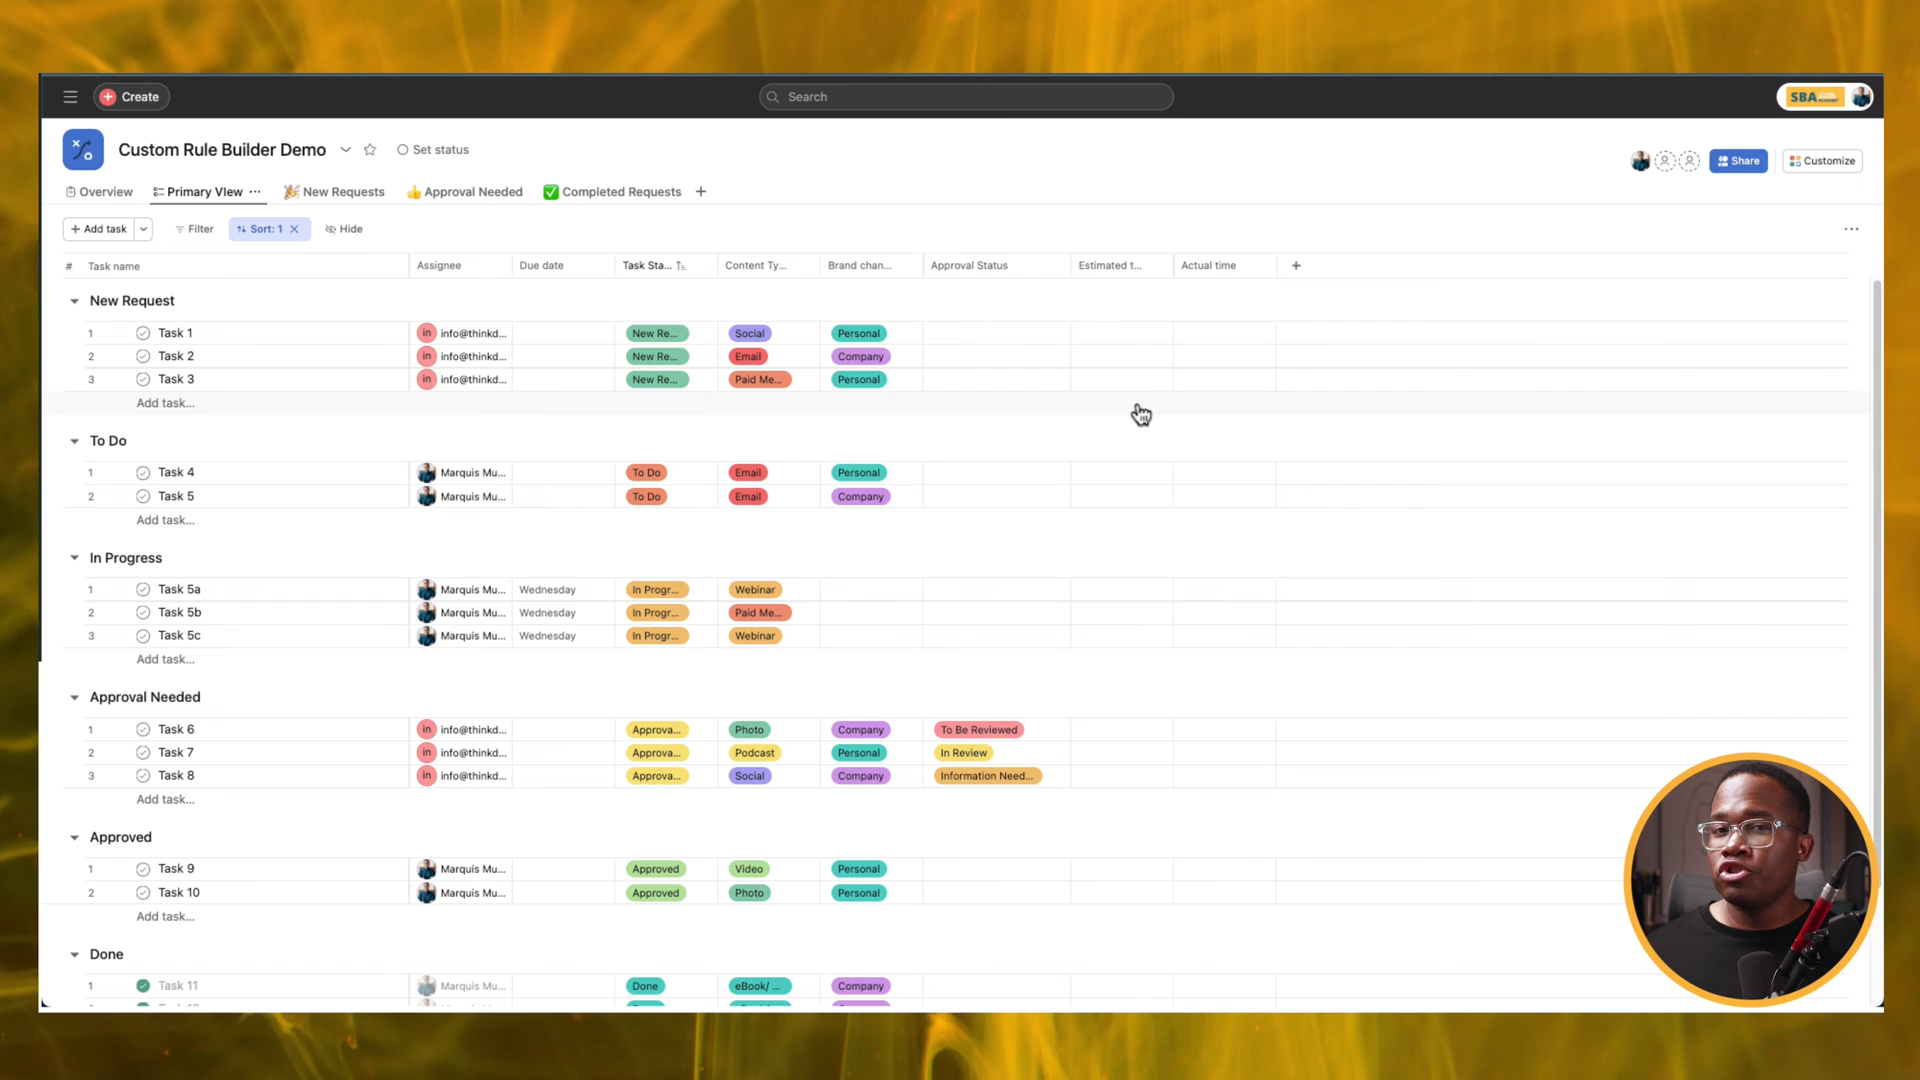 Create
Search
SBA
Custom Rule Builder Demo
Set status
Share
Customize
Overview
Primary VIew
New Requests
Approval Needed
Completed Requests
+ Add task
Filter
Sort: 1
Hide
# Task name Assignee Due date Task Sta... Content Ty... Brand chan... Approval Status Estimated t... Actual time +
New Request
1 Task 1 in info@thinkd... New Re... Social Personal
2 Task 2 in info@thinkd... New Re... Email Company
3 Task 3 in info@thinkd... New Re... Paid Me... Personal
Add task...
To Do
1 Task 4 Marquis Mu... To Do Email Personal
2 Task 5 Marquis Mu... To Do Email Company
Add task...
In Progress
1 Task 5a Marquis Mu... Wednesday In Progr... Webinar
2 Task 5b Marquis Mu... Wednesday In Progr... Paid Me...
3 Task 5c Marquis Mu... Wednesday In Progr... Webinar
Add task...
Approval Needed
1 Task 6 in info@thinkd... Approva... Photo Company To Be Reviewed
2 Task 7 in info@thinkd... Approva... Podcast Personal In Review
3 Task 8 in info@thinkd... Approva... Social Company Information Need...
Add task...
Approved
1 Task 9 Marquis Mu... Approved Video Personal
2 Task 10 Marquis Mu... Approved Photo Personal
Add task...
Done
1 Task 11 Marquis Mu... Done eBook/ ... Company